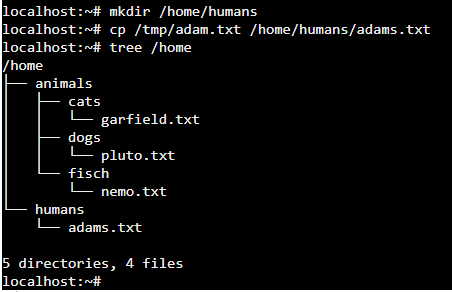 localhost:~# mkdir /home/humans
localhost:~# cp /tmp/adam.txt /home/humans/adams.txt
localhost:~# tree /home
/home
├── animals
│   ├── cats
│   │   └── garfield.txt
│   ├── dogs
│   │   └── pluto.txt
│   └── fisch
│       └── nemo.txt
└── humans
    └── adams.txt

5 directories, 4 files
localhost:~#